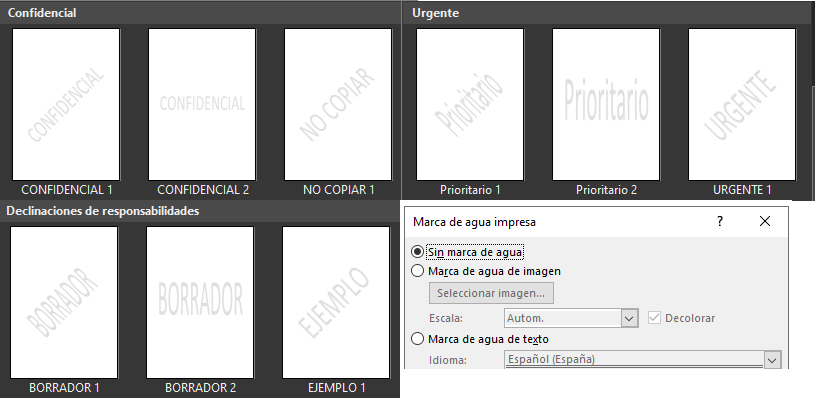 Confidencial
CONFIDENCIAL
CONFIDENCIAL
NO COPIAR
CONFIDENCIAL 1
CONFIDENCIAL 2
NO COPIAR 1
Urgente
Prioritario
Prioritario
URGENTE
Prioritario 1
Prioritario 2
URGENTE 1
Declinaciones de responsabilidades
BORRADOR
BORRADOR
EJEMPLO
BORRADOR 1
BORRADOR 2
EJEMPLO 1
Marca de agua impresa
Sin marca de agua
Marca de agua de imagen
Seleccionar imagen...
Escala: Autom. Decolorar
Marca de agua de texto
Idioma: Español (España)